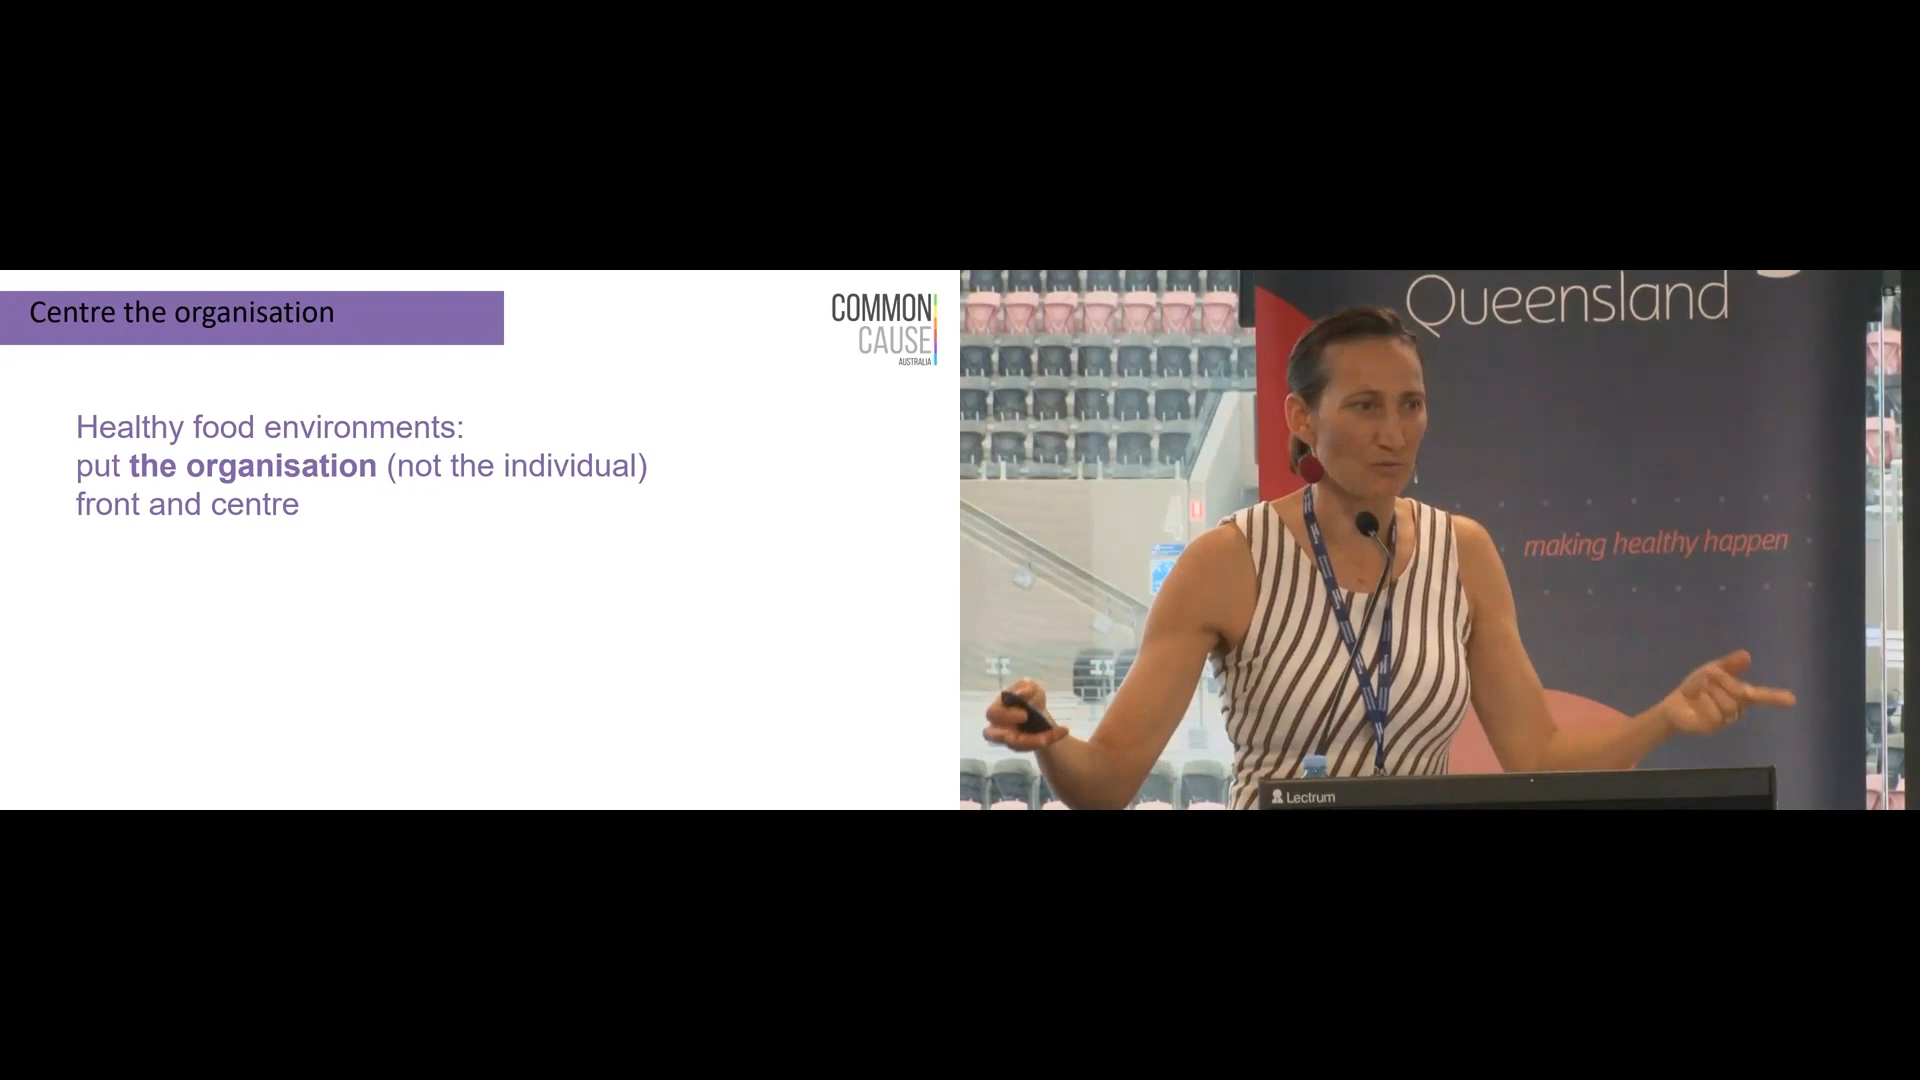 Centre the organisation
COMMON
CAUSE
AUSTRALIA
Healthy food environments:
put the organisation (not the individual)
front and centre
Queensland
making healthy happen
4
Lectrum